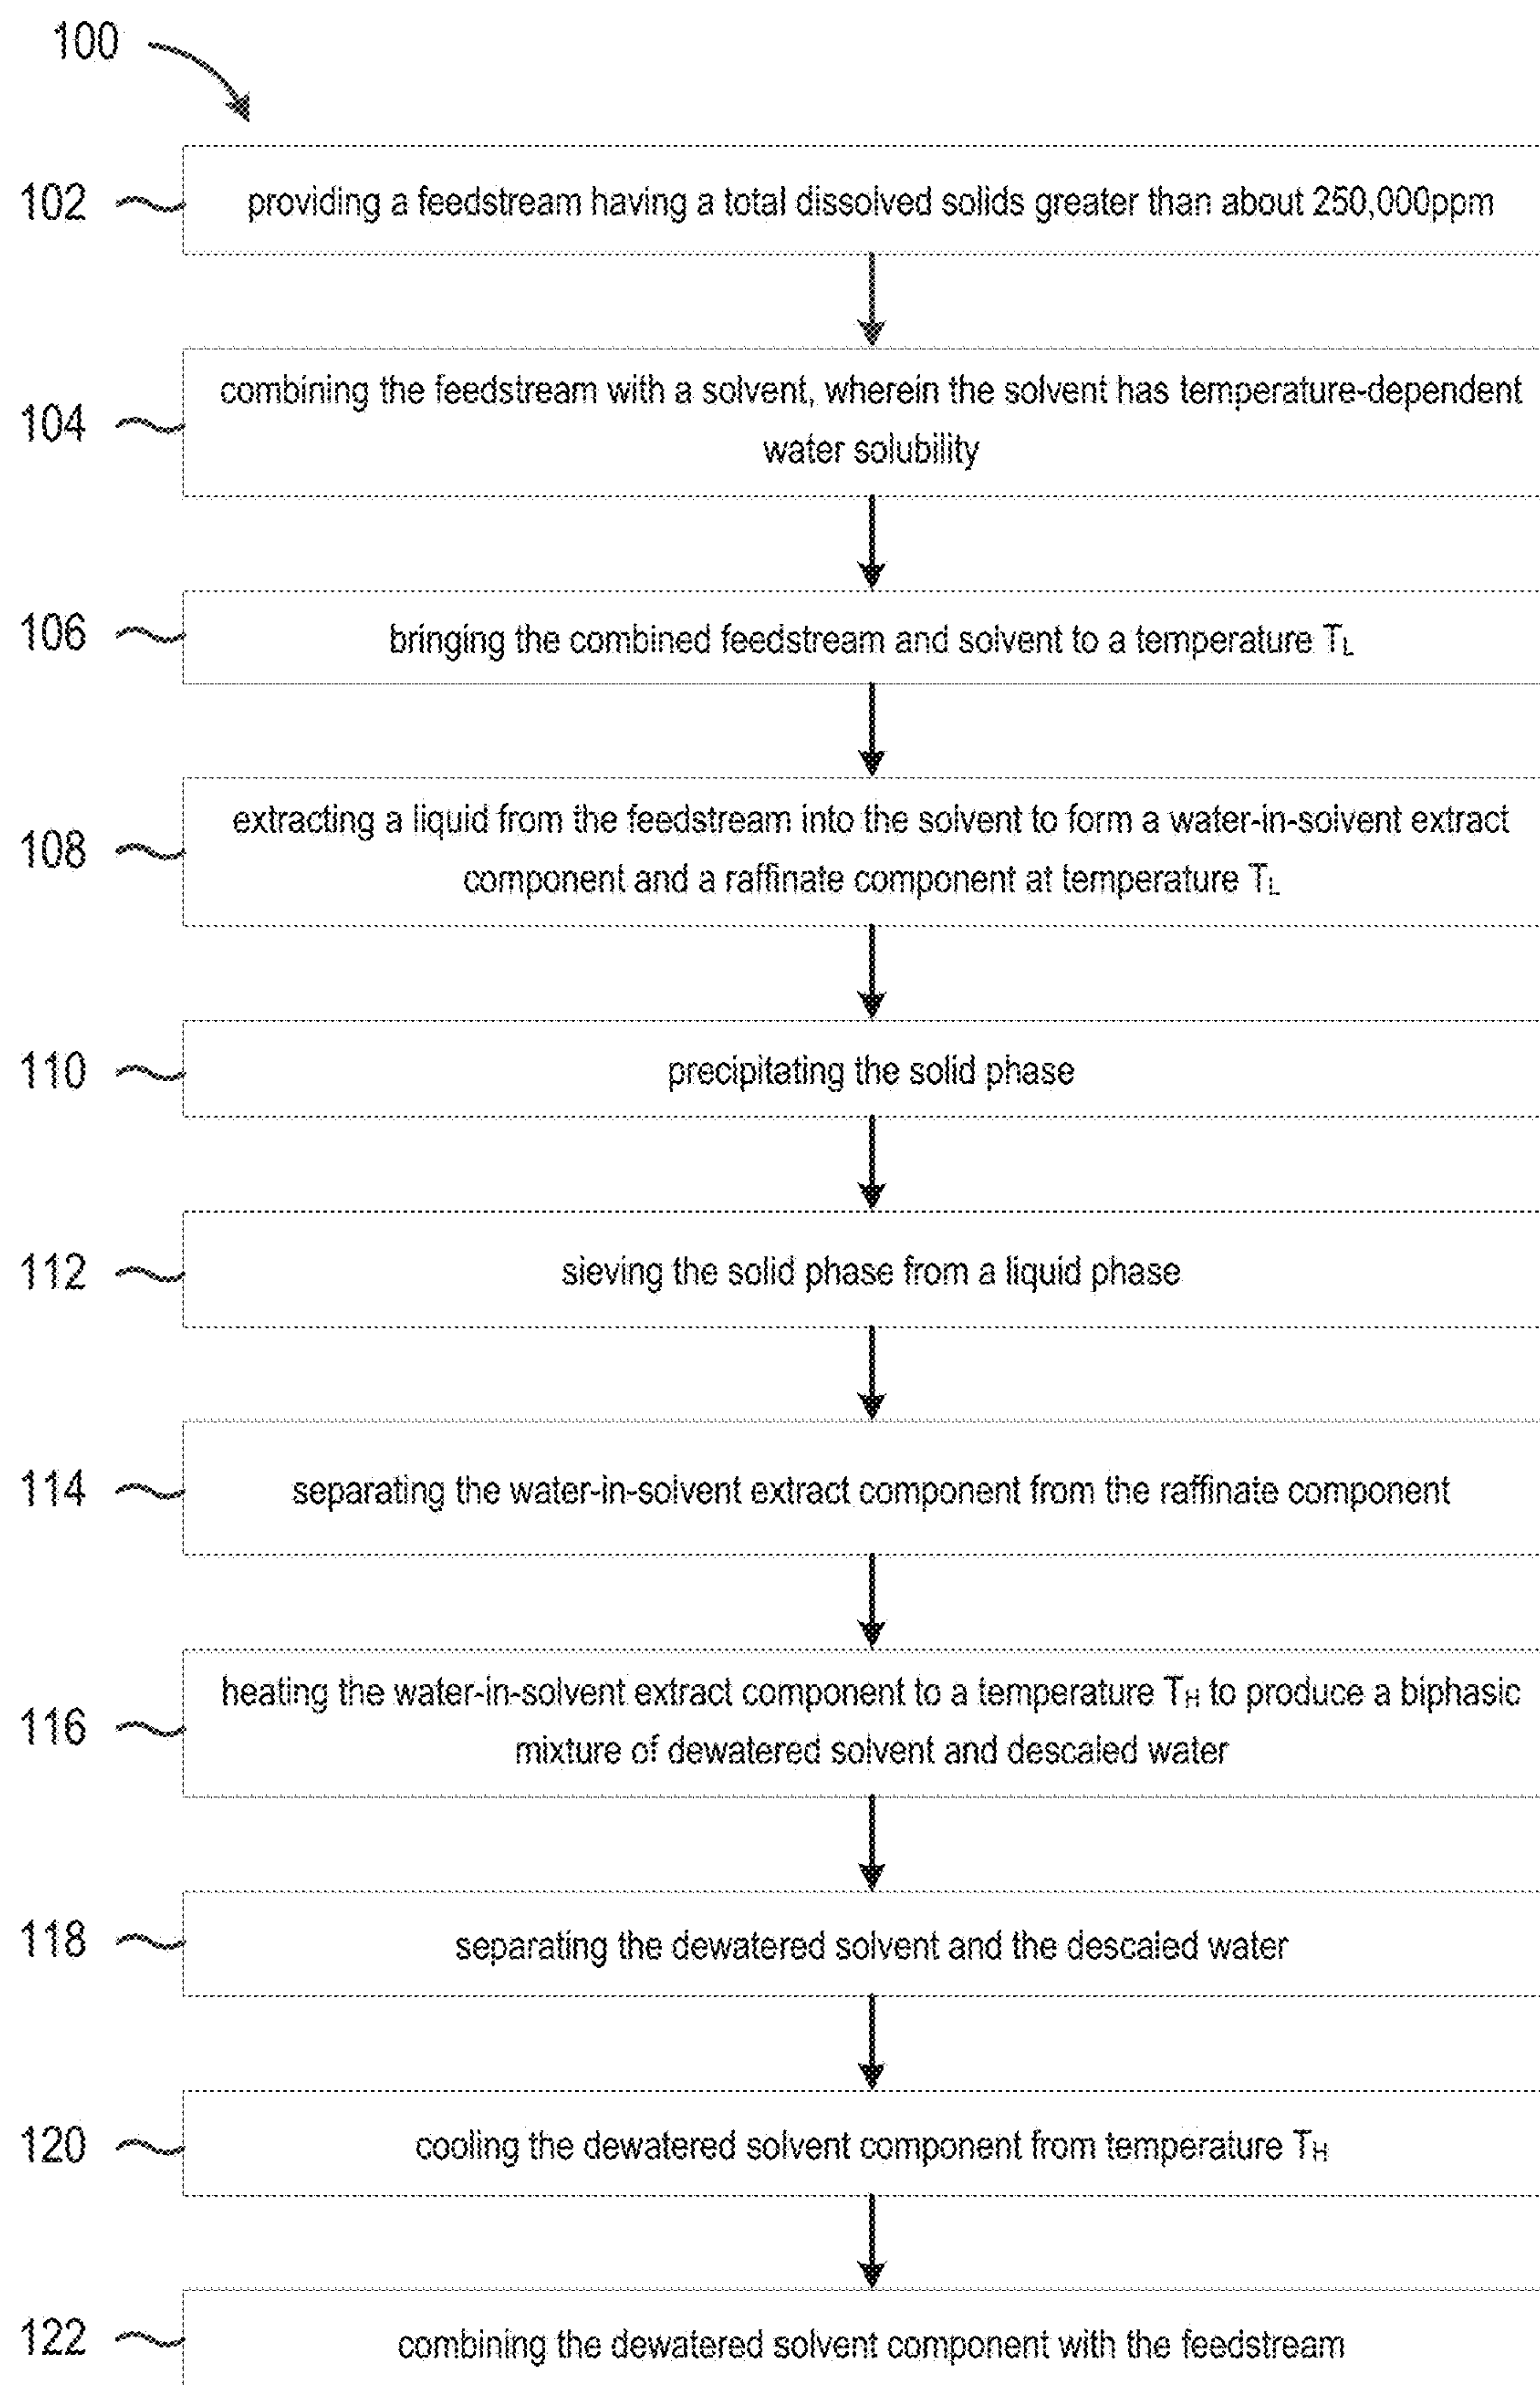 100
102
providing a feedstream having a total dissolved solids greater than about 250,000ppm
104
combining the feedstream with a solvent, wherein the solvent has temperature-dependent
water solubility
106
bringing the combined feedstream and solvent to a temperature TL
108
extracting a liquid from the feedstream into the solvent to form a water-in-solvent extract
component and a raffinate component at temperature TL
110
precipitating the solid phase
112
sieving the solid phase from a liquid phase
114
separating the water-in-solvent extract component from the raffinate component
116
heating the water-in-solvent extract component to a temperature TH to produce a biphasic
mixture of dewatered solvent and descaled water
118
separating the dewatered solvent and the descaled water
120
cooling the dewatered solvent component from temperature TH
122
combining the dewatered solvent component with the feedstream